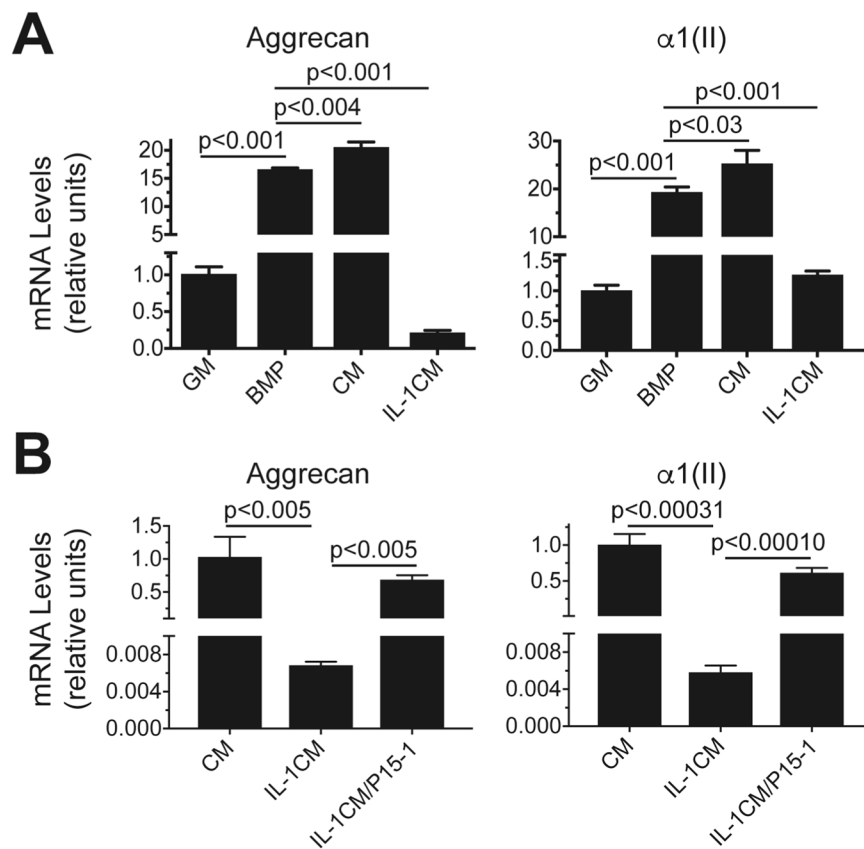 A
Aggrecan
α1(II)
p<0.001
p<0.004
p<0.001
p<0.001
p<0.03
p<0.001
mRNA Levels
(relative units)
20
15
10
5
1.0
0.5
0.0
30
20
10
1.5
1.0
0.5
0.0
GM
BMP
CM
IL-1CM
GM
BMP
CM
IL-1CM
B
Aggrecan
α1(II)
p<0.005
p<0.005
p<0.00031
p<0.00010
mRNA Levels
(relative units)
1.5
1.0
0.5
0.008
0.004
0.000
1.0
0.5
0.008
0.004
0.000
CM
IL-1CM
IL-1CM/P15-1
CM
IL-1CM
IL-1CM/P15-1